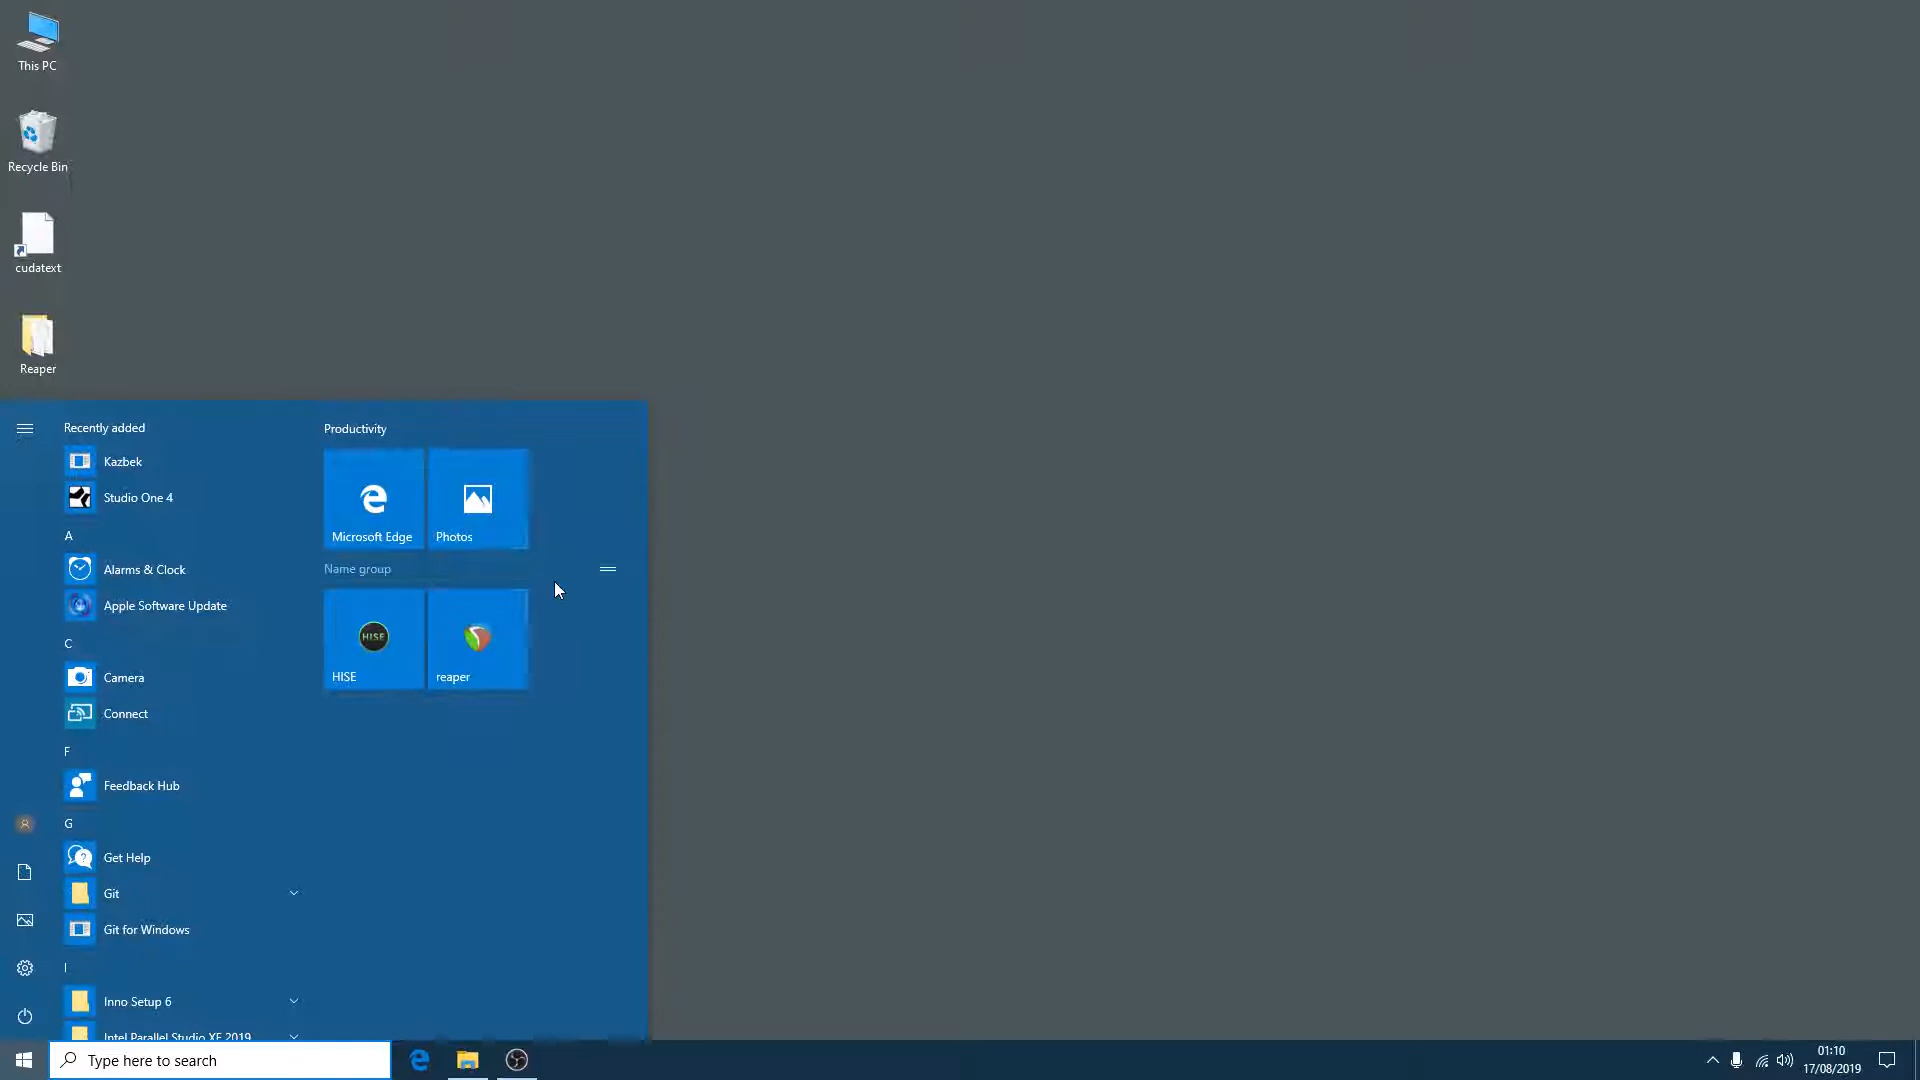 This PC
Recycle Bin
cudatext
Reaper
Recently added
Kazbek
Studio One 4
A
Alarms & Clock
Apple Software Update
C
Camera
Connect
F
Feedback Hub
G
Get Help
Git
Git for Windows
I
Inno Setup 6
Intel Parallel Studio XE 2019
Productivity
Microsoft Edge
Photos
Name group
HISE
HISE
reaper
Type here to search
01:10
17/08/2019